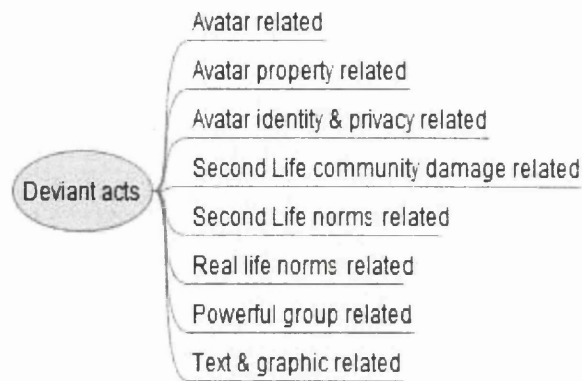 Avatar related
Avatar property related
Avatar identity & privacy related
Second Life community damage related
Deviant acts
Second Life norms related
Real life norms related
Powerful group related
Text & graphic related